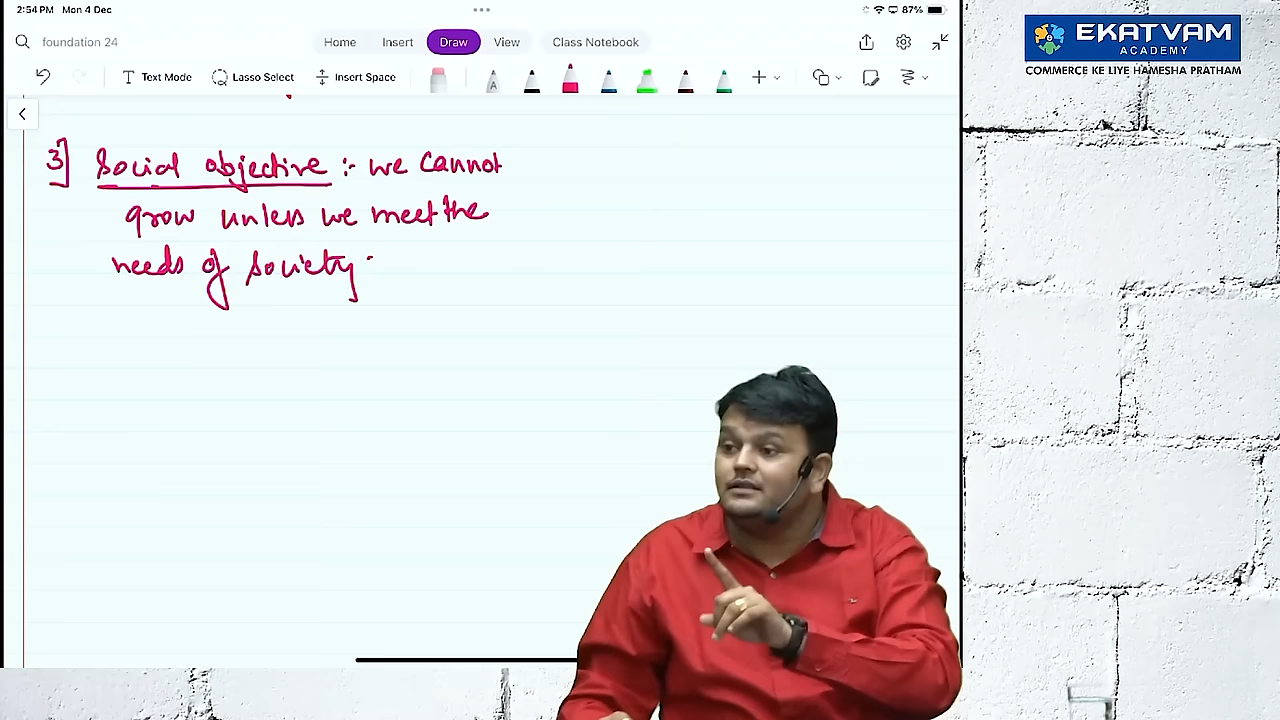 2:54 PM Mon 4 Dec
87%
foundation 24
Home Insert Draw View Class Notebook
Text Mode Lasso Select Insert Space
EKATVAM
ACADEMY
COMMERCE KE LIYE HAMESHA PRATHAM
3] Social objective :- we cannot
grow unless we meet the
needs of society.